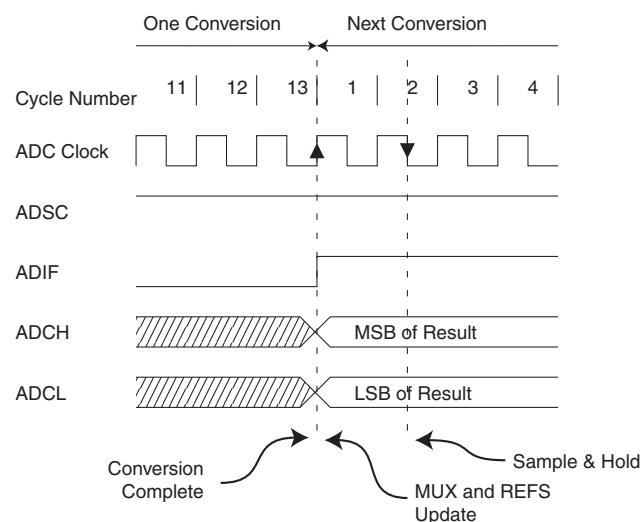 One Conversion Next Conversion
Cycle Number 11 12 13 1 2 3 4
ADC Clock
ADSC
ADIF
ADCH MSB of Result
ADCL LSB of Result
Conversion Complete
MUX and REFS Update
Sample & Hold